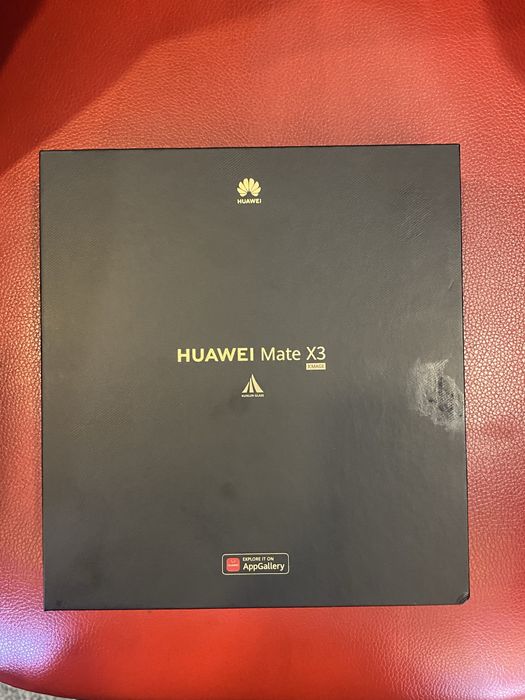 HUAWEI
HUAWEI Mate X3
XMAGE
KUNLUN GLASS
EXPLORE IT ON
AppGallery